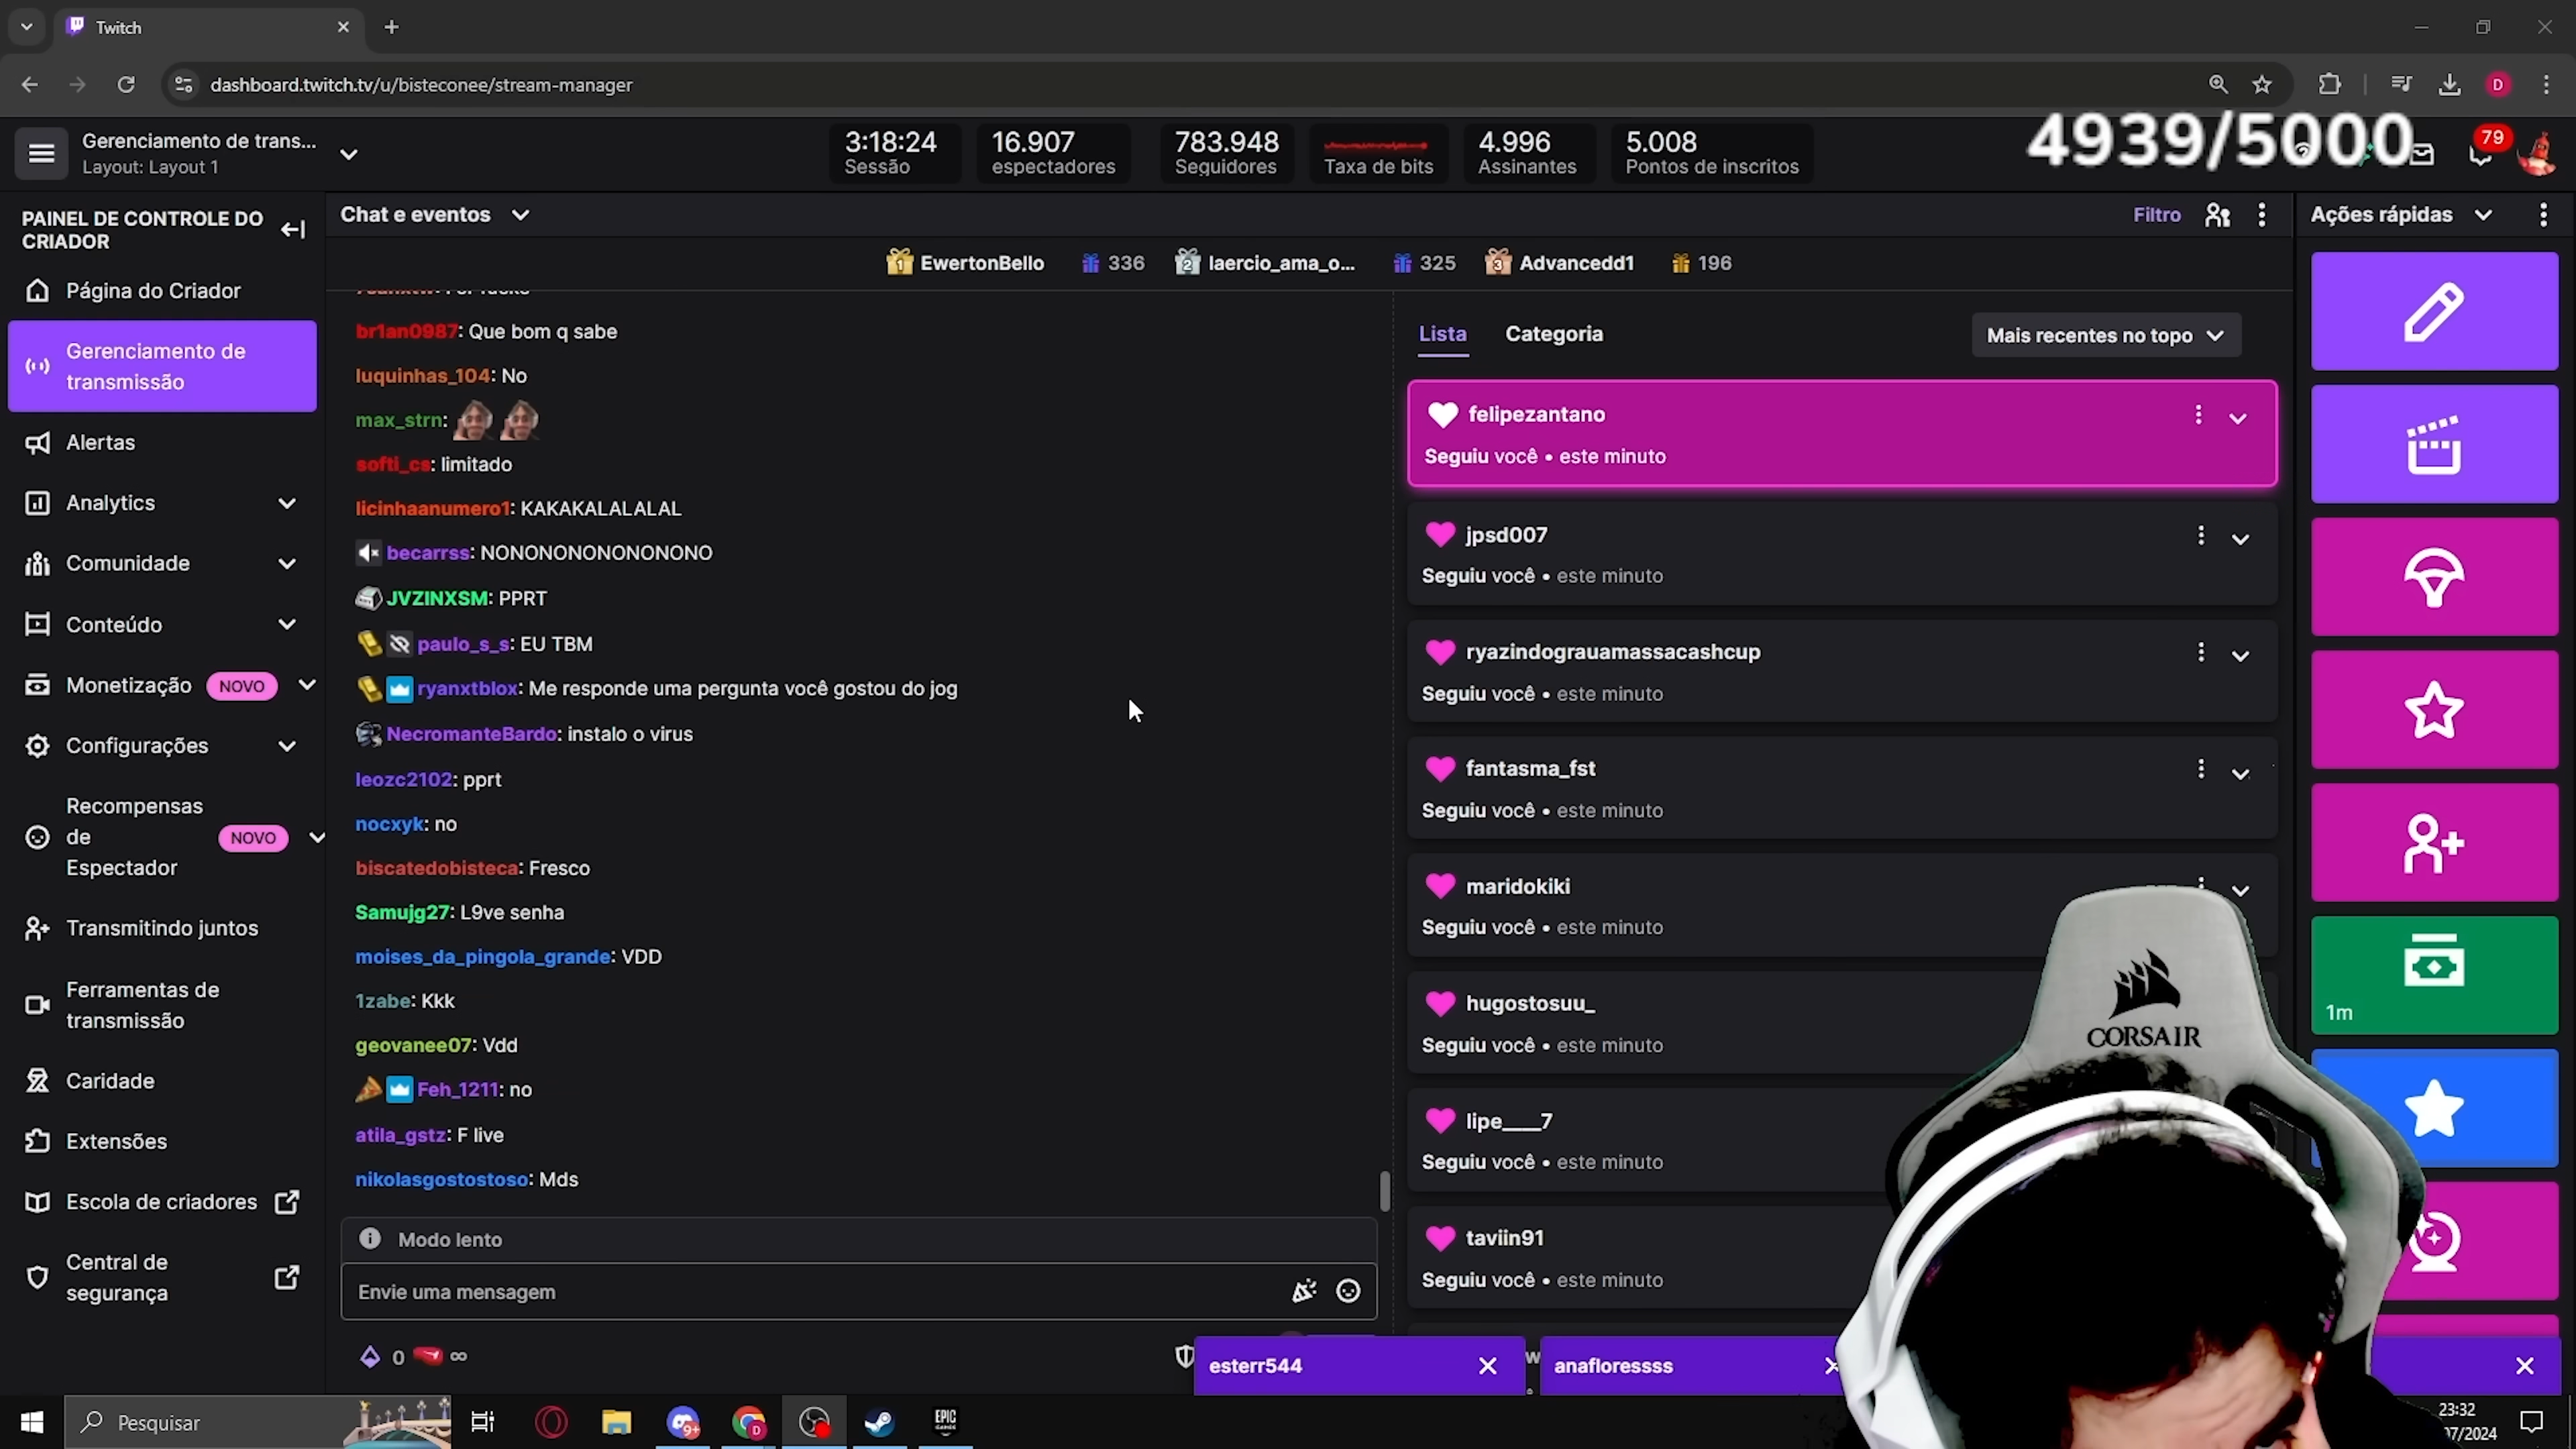 Twitch
dashboard.twitch.tv/u/bisteconee/stream-manager
D
Gerenciamento de trans...
Layout: Layout 1
3:18:24
Sessão
16.907
espectadores
783.948
Seguidores
Taxa de bits
4.996
Assinantes
5.008
Pontos de inscritos
4939/5000
79
PAINEL DE CONTROLE DO
CRIADOR
Página do Criador
Gerenciamento de
transmissão
Alertas
Analytics
Comunidade
Conteúdo
Monetização NOVO
Configurações
Recompensas
de
Espectador
NOVO
Transmitindo juntos
Ferramentas de
transmissão
Caridade
Extensões
Escola de criadores
Central de
segurança
Chat e eventos
Filtro
1 EwertonBello 336 2 laercio_ama_o... 325 3 Advancedd1 196
br1an0987: Que bom q sabe
luquinhas_104: No
max_strn:
softi_cs: limitado
licinhaanumero1: KAKAKALALALAL
becarrss: NONONONONONONONO
JVZINXSM: PPRT
paulo_s_s: EU TBM
ryanxtblox: Me responde uma pergunta você gostou do jog
NecromanteBardo: instalo o virus
leozc2102: pprt
nocxyk: no
biscatedobisteca: Fresco
Samujg27: L9ve senha
moises_da_pingola_grande: VDD
1zabe: Kkk
geovanee07: Vdd
Feh_1211: no
atila_gstz: F live
nikolasgostostoso: Mds
Modo lento
Envie uma mensagem
0 ∞
Lista Categoria
Mais recentes no topo
felipezantano
Seguiu você • este minuto
jpsd007
Seguiu você • este minuto
ryazindograuamassacashcup
Seguiu você • este minuto
fantasma_fst
Seguiu você • este minuto
maridokiki
Seguiu você • este minuto
hugostosuu_
Seguiu você • este minuto
lipe____7
Seguiu você • este minuto
taviin91
Seguiu você • este minuto
Ações rápidas
1m
CORSAIR
esterr544
anafloressss
Pesquisar
9+
D
EPIC
GAMES
23:32
07/2024